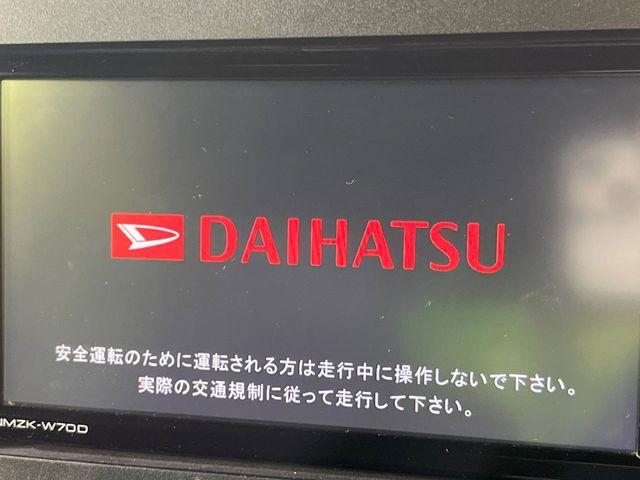 DAIHATSU
安全運転のために運転される方は走行中に操作しないで下さい。
実際の交通規制に従って走行して下さい。
NMZK-W70D